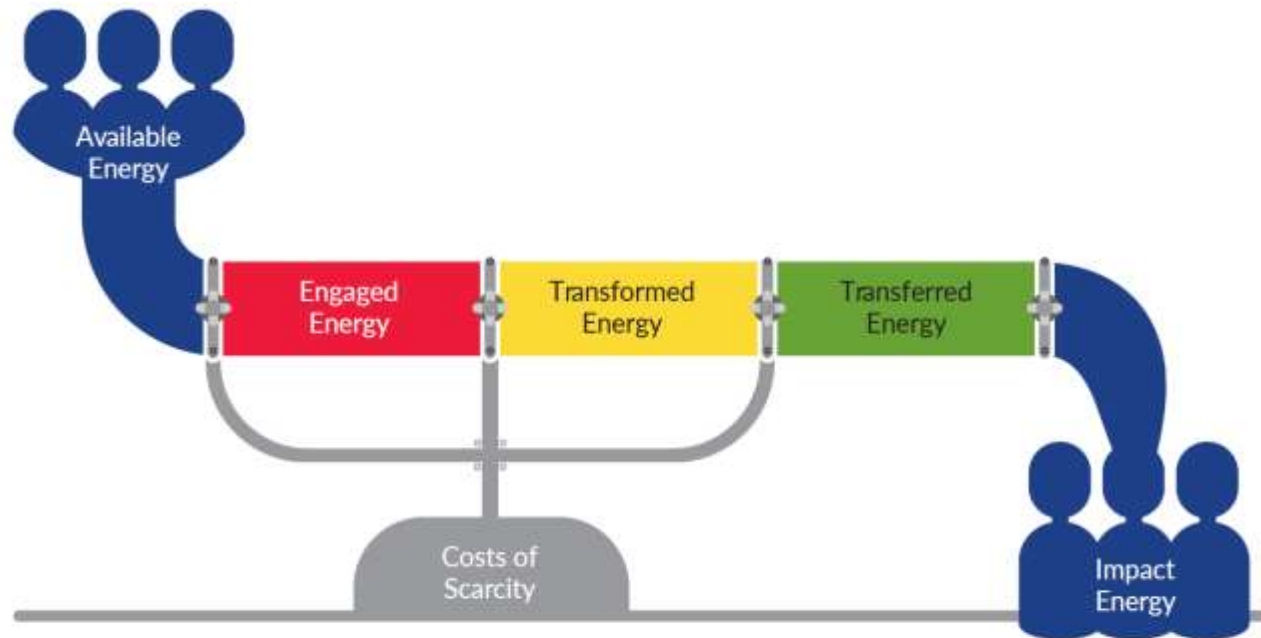 Available
Energy
Engaged
Energy
Transformed
Energy
Transferred
Energy
Costs of
Scarcity
Impact
Energy